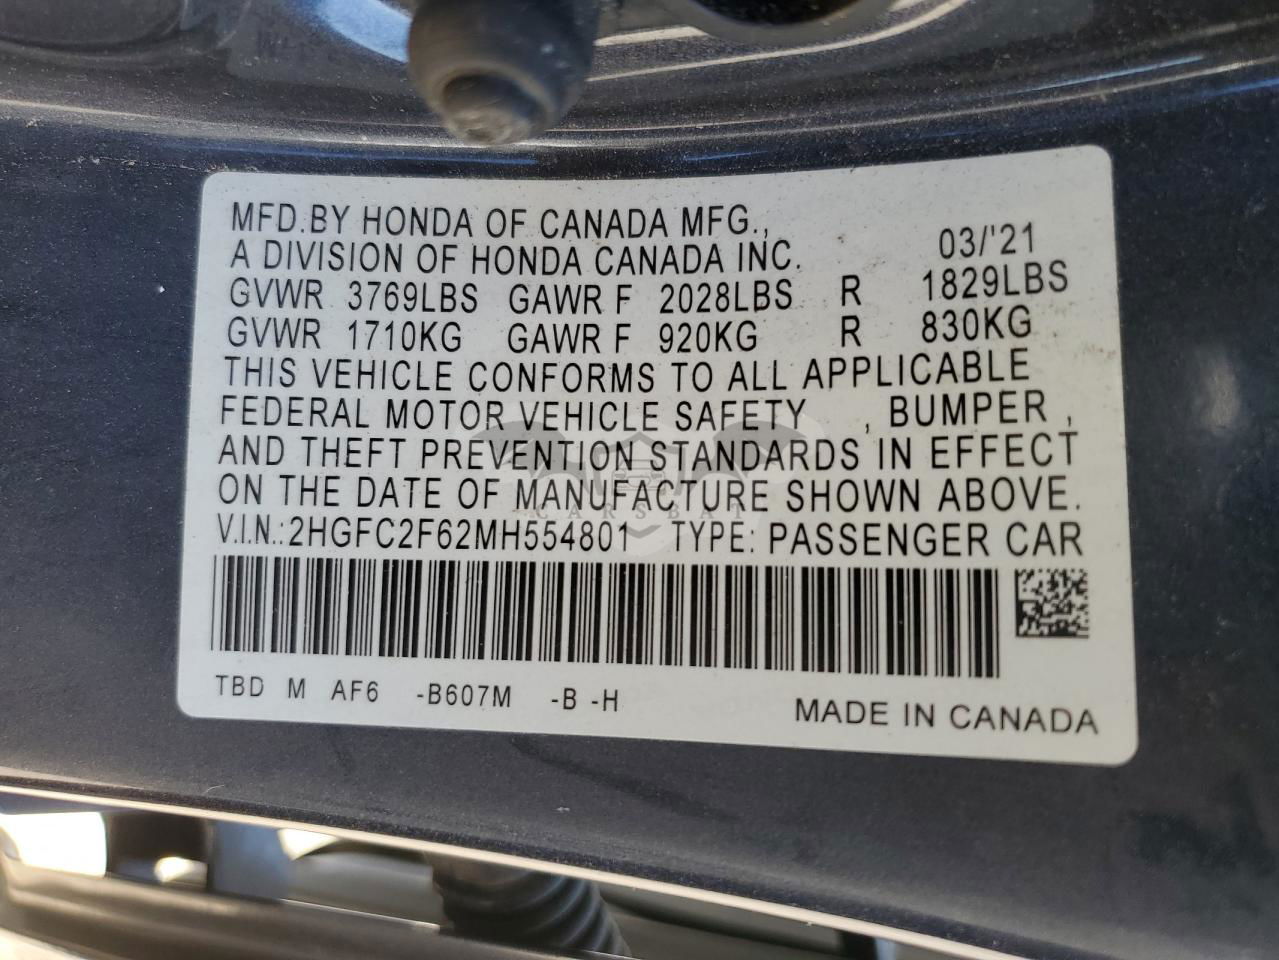 MFD.BY HONDA OF CANADA MFG.,
A DIVISION OF HONDA CANADA INC. 03/'21
GVWR 3769LBS GAWR F 2028LBS R 1829LBS
GVWR 1710KG GAWR F 920KG R 830KG
THIS VEHICLE CONFORMS TO ALL APPLICABLE
FEDERAL MOTOR VEHICLE SAFETY , BUMPER ,
AND THEFT PREVENTION STANDARDS IN EFFECT
ON THE DATE OF MANUFACTURE SHOWN ABOVE.
CARSBAT
V.I.N.:2HGFC2F62MH554801 TYPE: PASSENGER CAR
TBD M AF6 -B607M -B -H
MADE IN CANADA